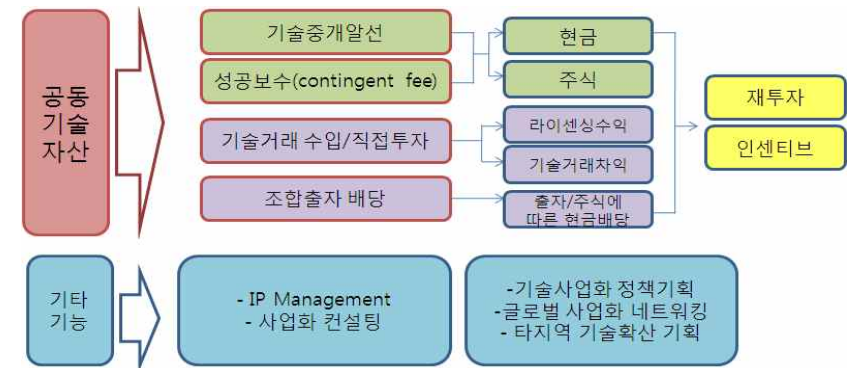 공동
기술
자산
기술중개알선
성공보수(contingent fee)
기술거래 수입/직접투자
조합출자 배당
현금
주식
라이센싱수익
기술거래차익
출자/주식에
따른 현금배당
재투자
인센티브
기타
기능
- IP Management
- 사업화 컨설팅
-기술사업화 정책기획
-글로벌 사업화 네트워킹
- 타지역 기술확산 기획